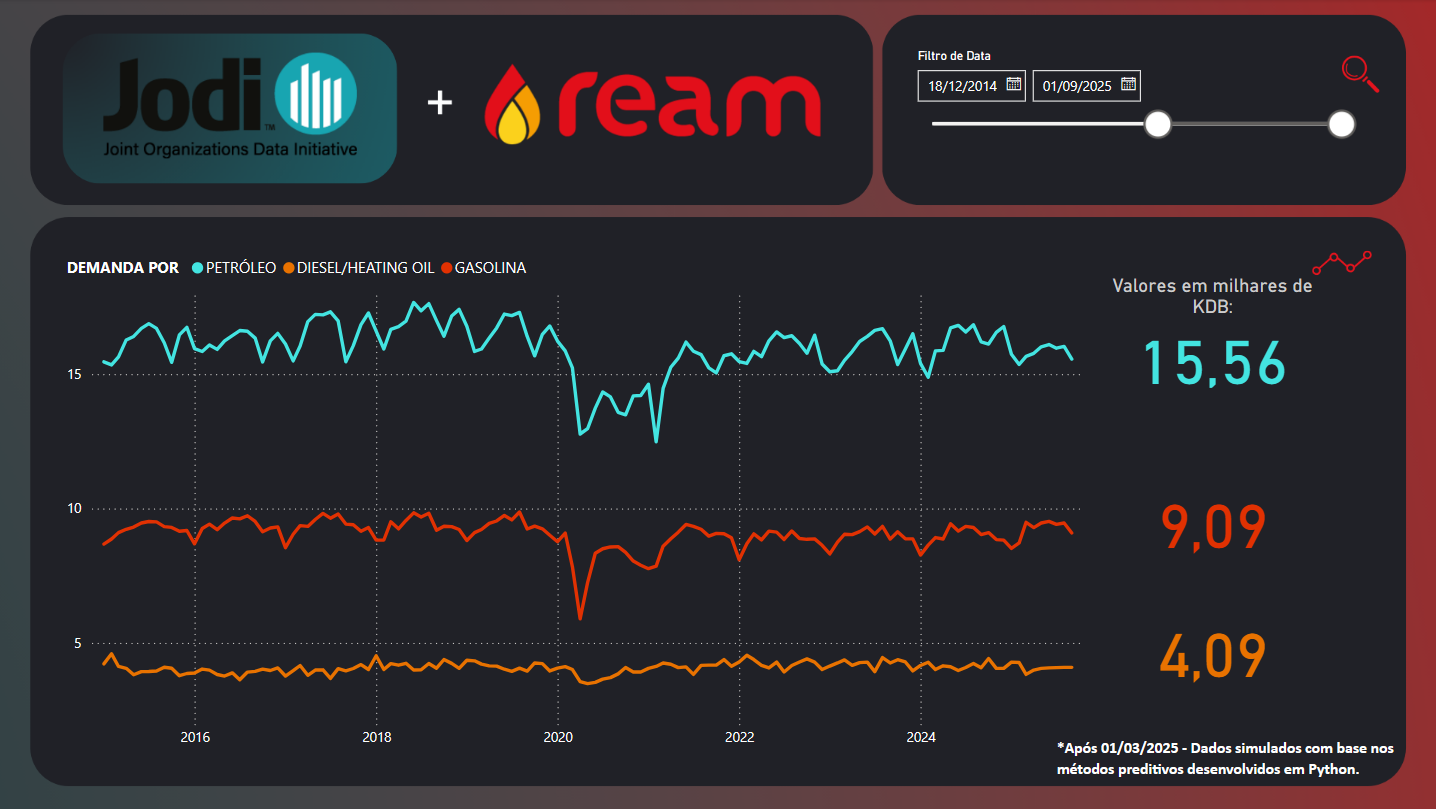 Jodi
TM
Joint Organizations Data Initiative
+
ream
Filtro de Data
18/12/2014
01/09/2025
DEMANDA POR PETRÓLEO DIESEL/HEATING OIL GASOLINA
Valores em milhares de
KDB:
15,56
9,09
4,09
15
10
5
2016
2018
2020
2022
2024
*Após 01/03/2025 - Dados simulados com base nos
métodos preditivos desenvolvidos em Python.